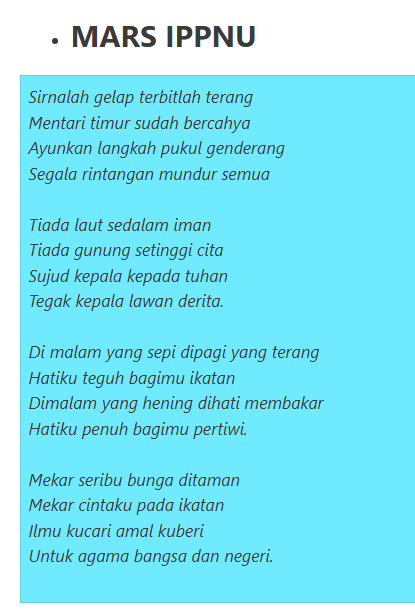 MARS IPPNU
Sirnalah gelap terbitlah terang
Mentari timur sudah bercahya
Ayunkan langkah pukul genderang
Segala rintangan mundur semua
Tiada laut sedalam iman
Tiada gunung setinggi cita
Sujud kepala kepada tuhan
Tegak kepala lawan derita.
Di malam yang sepi dipagi yang terang
Hatiku teguh bagimu ikatan
Dimalam yang hening dihati membakar
Hatiku penuh bagimu pertiwi.
Mekar seribu bunga ditaman
Mekar cintaku pada ikatan
Ilmu kucari amal kuberi
Untuk agama bangsa dan negeri.